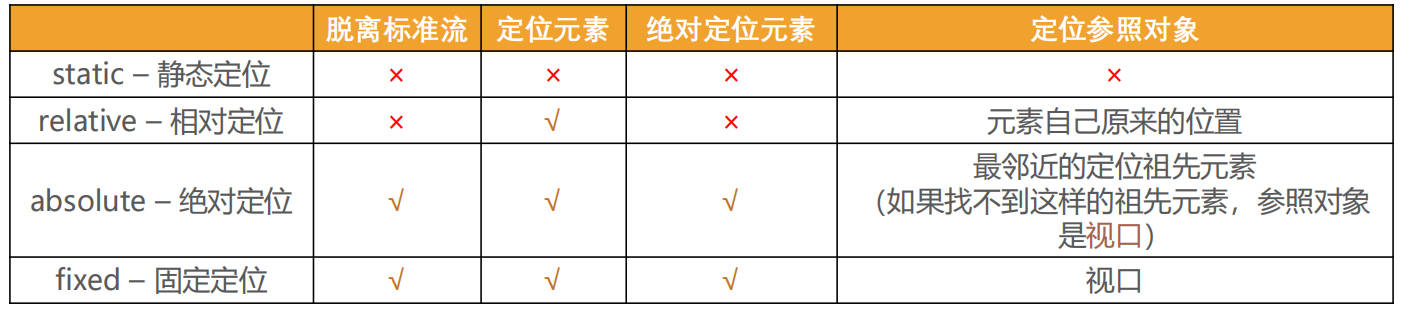 脱离标准流 定位元素 绝对定位元素 定位参照对象
static – 静态定位 × × × ×
relative – 相对定位 × √ × 元素自己原来的位置
absolute – 绝对定位 √ √ √ 最邻近的定位祖先元素
（如果找不到这样的祖先元素，参照对象
是视口）
fixed – 固定定位 √ √ √ 视口